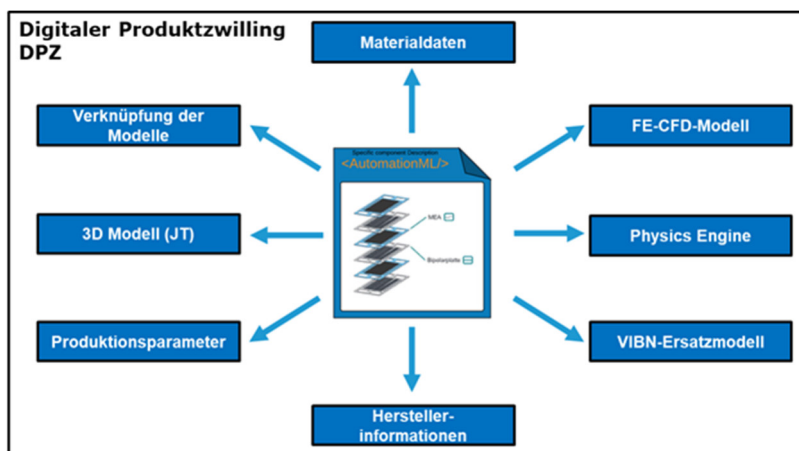 Digitaler Produktzwilling
DPZ
Materialdaten
Verknüpfung der
Modelle
FE-CFD-Modell
Specific component Description
<AutomationML/>
MEA
3D Modell (JT)
Physics Engine
Bipolarplatte
Produktionsparameter
VIBN-Ersatzmodell
Hersteller-
informationen